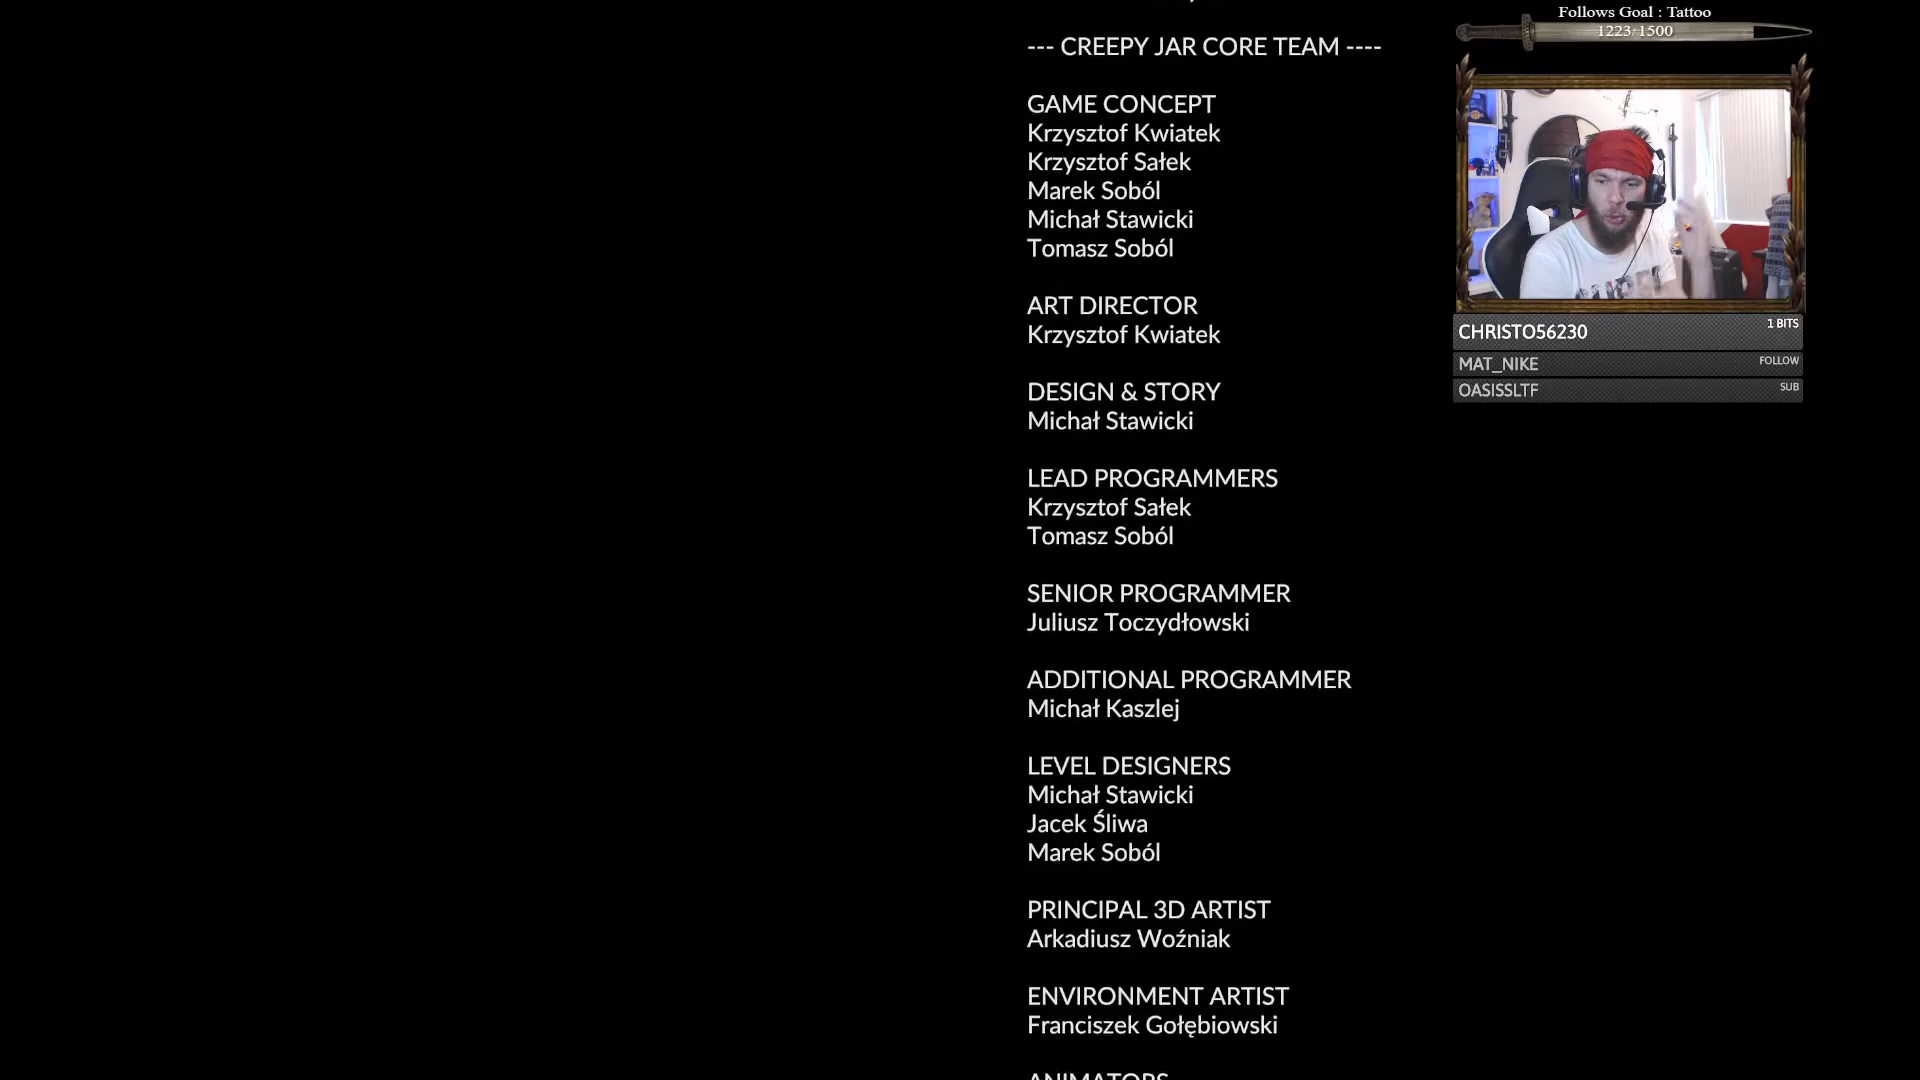 --- CREEPY JAR CORE TEAM ----
GAME CONCEPT
Krzysztof Kwiatek
Krzysztof Sałek
Marek Soból
Michał Stawicki
Tomasz Soból
ART DIRECTOR
Krzysztof Kwiatek
DESIGN & STORY
Michał Stawicki
LEAD PROGRAMMERS
Krzysztof Sałek
Tomasz Soból
SENIOR PROGRAMMER
Juliusz Toczydłowski
ADDITIONAL PROGRAMMER
Michał Kaszlej
LEVEL DESIGNERS
Michał Stawicki
Jacek Śliwa
Marek Soból
PRINCIPAL 3D ARTIST
Arkadiusz Woźniak
ENVIRONMENT ARTIST
Franciszek Gołębiowski
ANIMATORS
Follows Goal : Tattoo
1223/1500
CHRISTO56230 1 BITS
MAT_NIKE FOLLOW
OASISSLTF SUB